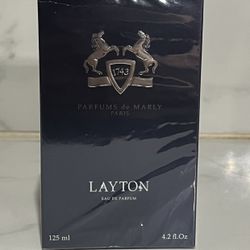 1743
PARFUMS de MARLY
PARIS
LAYTON
EAU DE PARFUM
125 ml 4.2 fl.Oz